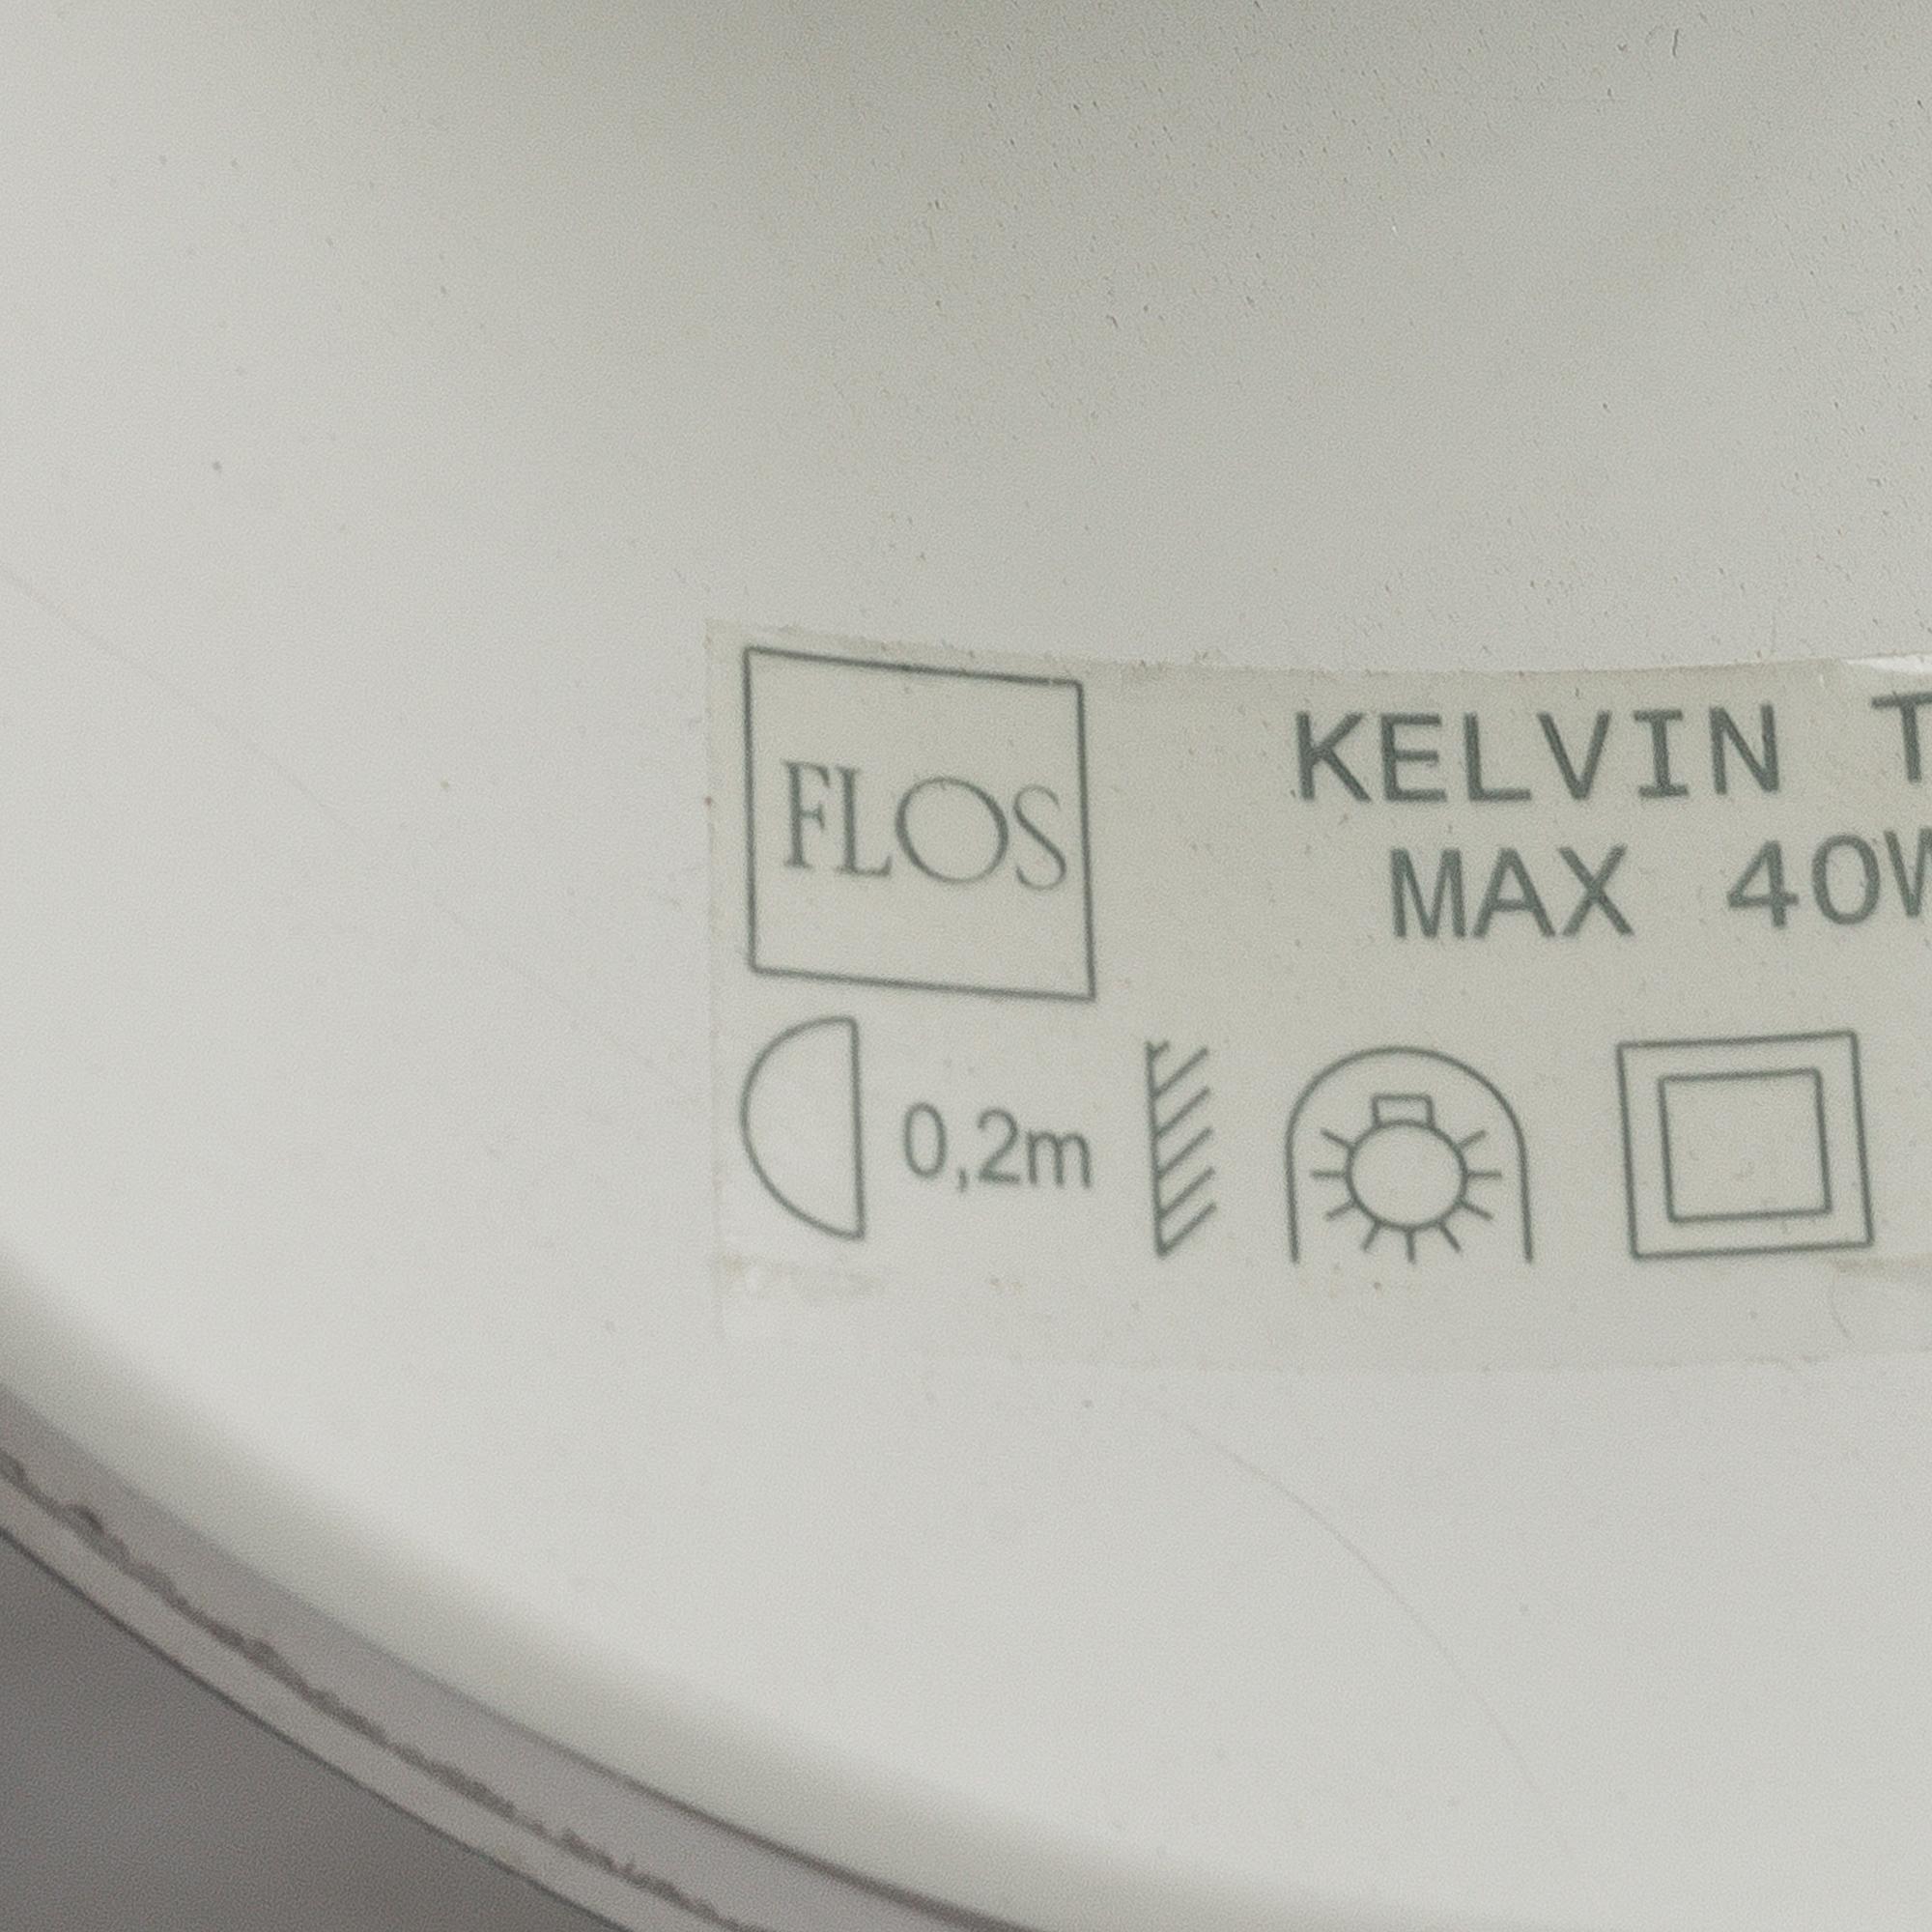 FLOS
KELVIN T
MAX 40W
0,2m